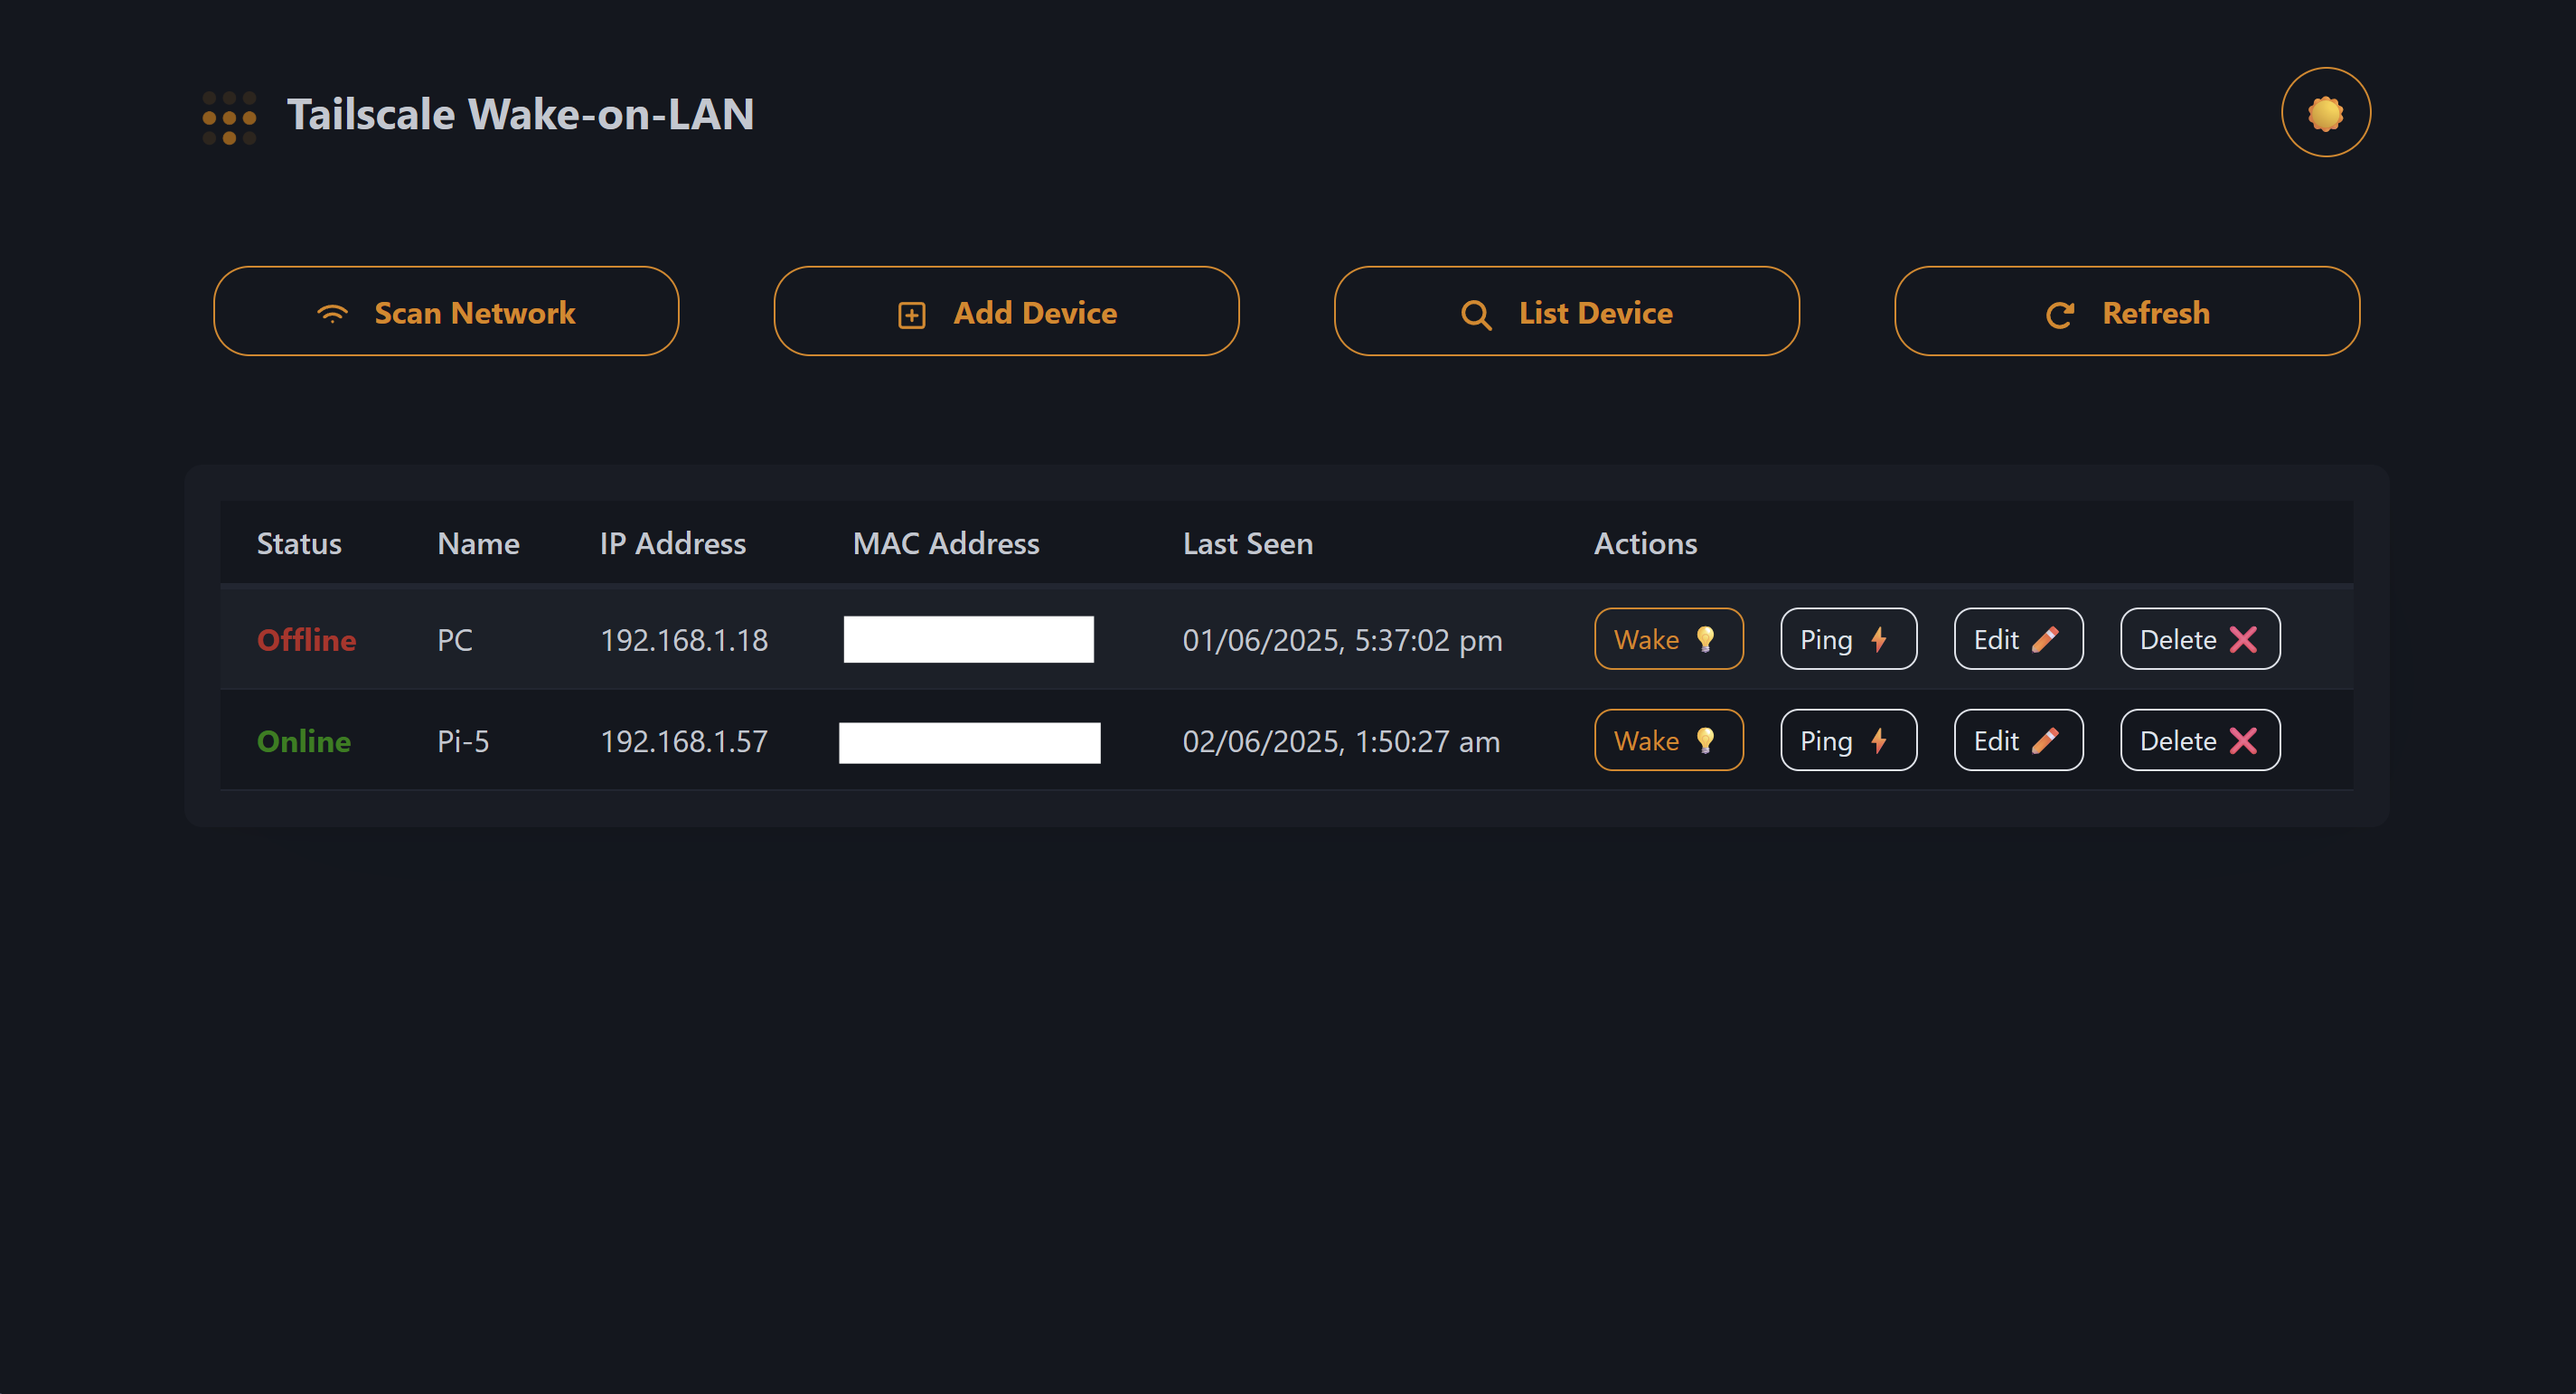 Tailscale Wake-on-LAN
Scan Network Add Device List Device Refresh
Status Name IP Address MAC Address Last Seen Actions
Offline PC 192.168.1.18 01/06/2025, 5:37:02 pm Wake Ping Edit Delete
Online Pi-5 192.168.1.57 02/06/2025, 1:50:27 am Wake Ping Edit Delete